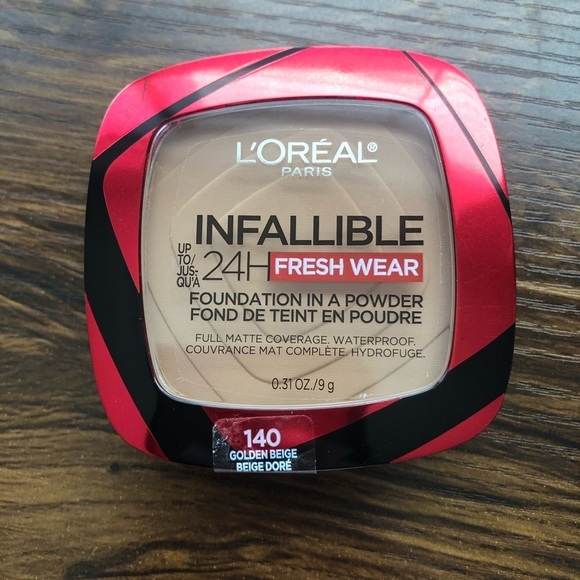 L'ORÉAL®
PARIS
INFALLIBLE
UP TO/ JUS- QU'À
24H FRESH WEAR
FOUNDATION IN A POWDER
FOND DE TEINT EN POUDRE
FULL MATTE COVERAGE. WATERPROOF.
COUVRANCE MAT COMPLÈTE. HYDROFUGE.
0.31 OZ./9 g
140
GOLDEN BEIGE
BEIGE DORÉ